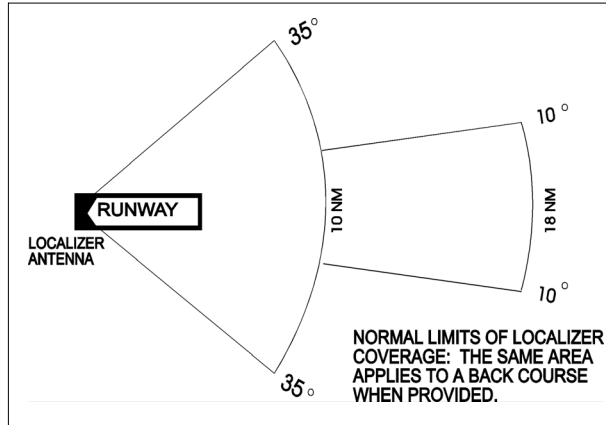 35°
10°
RUNWAY
10 NM
18 NM
LOCALIZER
ANTENNA
10°
35°
NORMAL LIMITS OF LOCALIZER
COVERAGE: THE SAME AREA
APPLIES TO A BACK COURSE
WHEN PROVIDED.